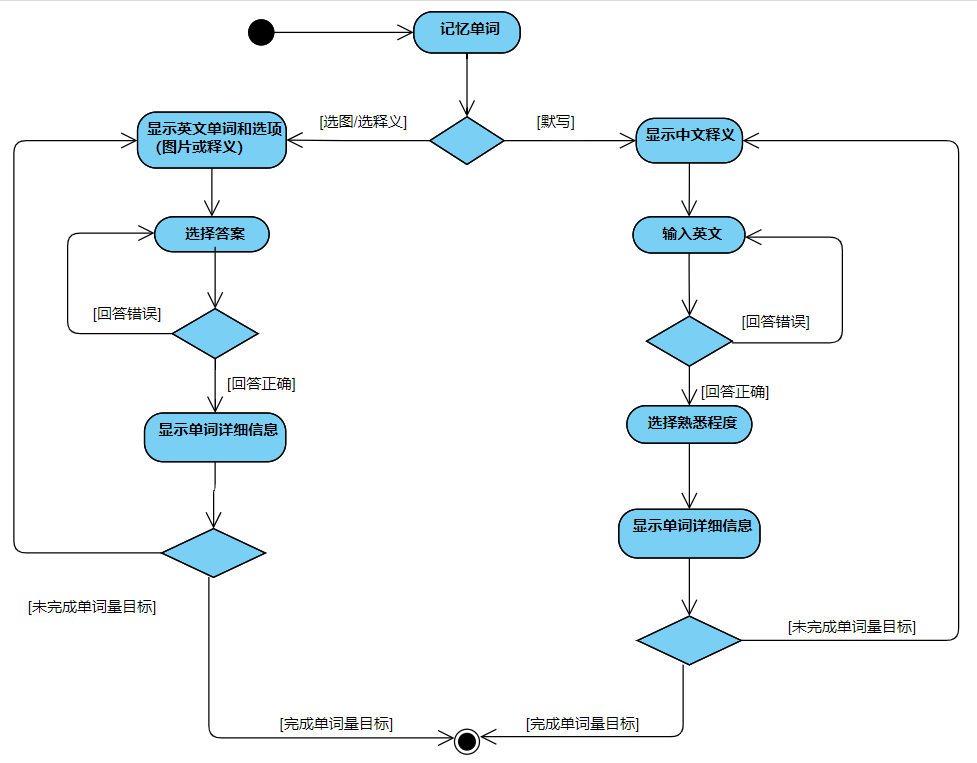 记忆单词
[选图/选释义]
[默写]
显示英文单词和选项
（图片或释义）
显示中文释义
选择答案
输入英文
[回答错误]
[回答错误]
[回答正确]
[回答正确]
显示单词详细信息
选择熟悉程度
显示单词详细信息
[未完成单词量目标]
[未完成单词量目标]
[完成单词量目标]
[完成单词量目标]